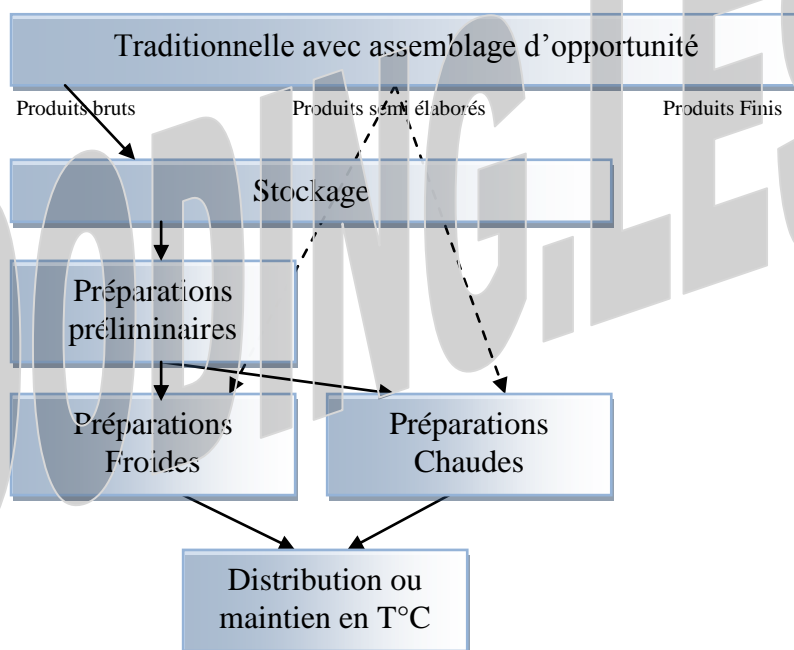 Traditionnelle avec assemblage d'opportunité
Produits bruts
Produits semi élaborés
Produits Finis
Stockage
Préparations
préliminaires
Préparations
Froides
Préparations
Chaudes
Distribution ou
maintien en T°C